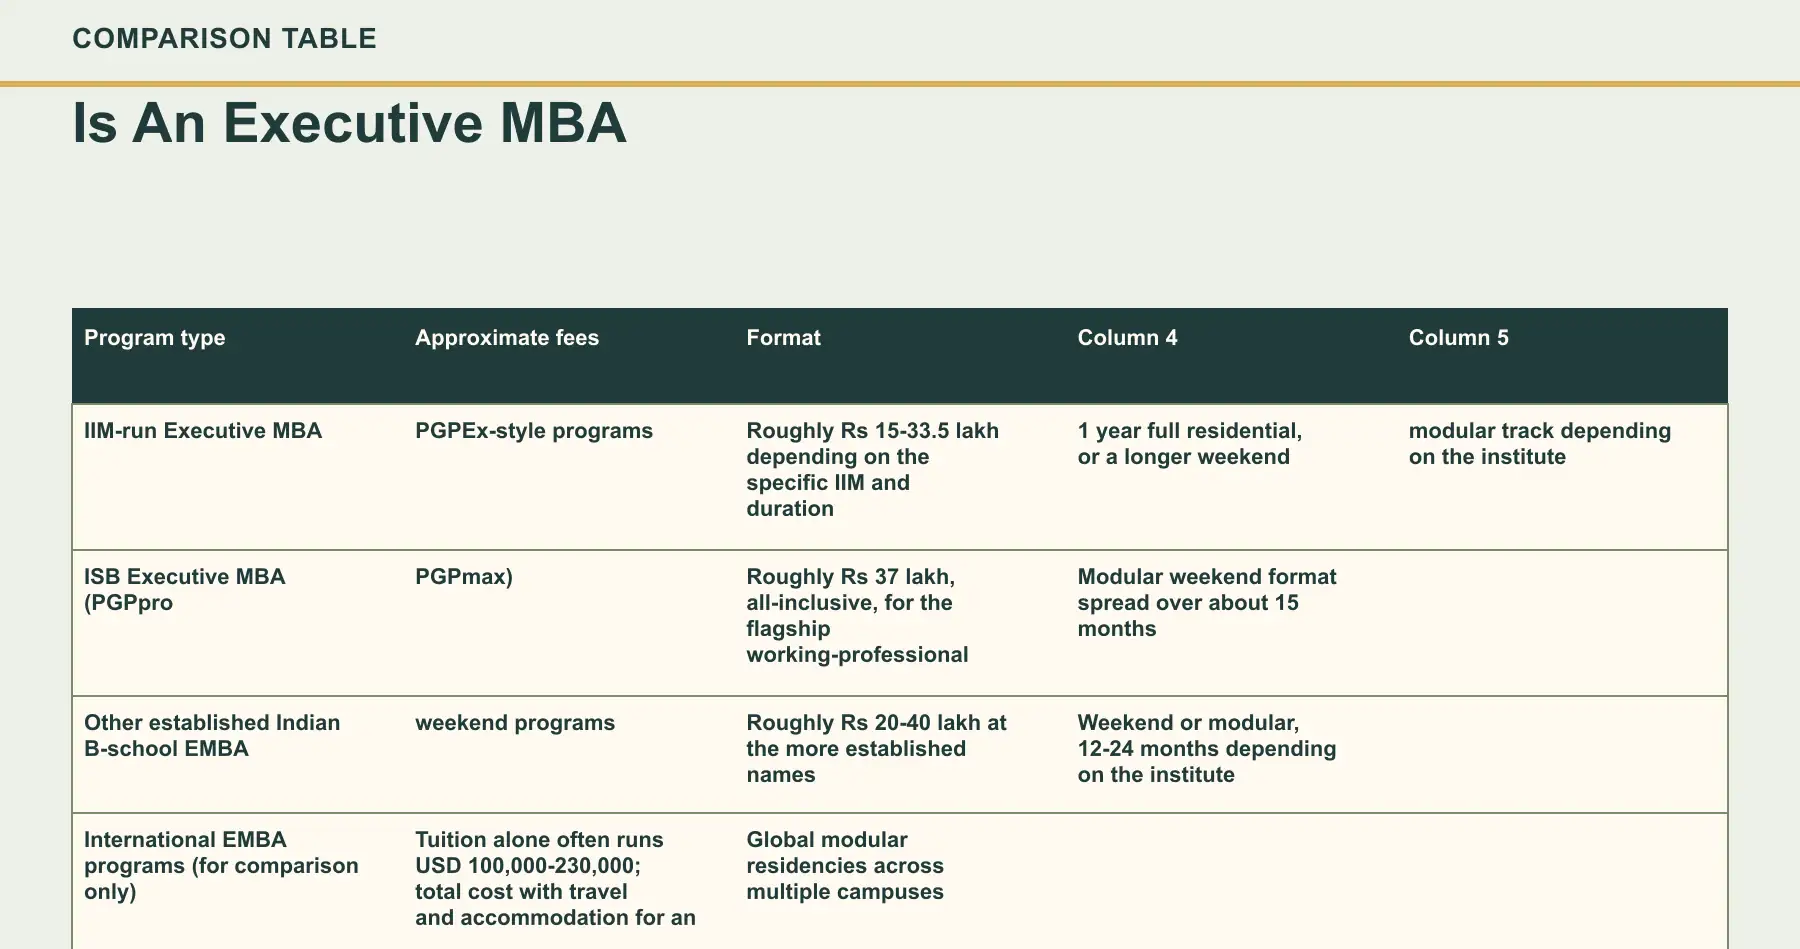 COMPARISON TABLE
Is An Executive MBA
Program type
Approximate fees
Format
Column 4
Column 5
IIM-run Executive MBA
PGPEx-style programs
Roughly Rs 15-33.5 lakh
depending on the
specific IIM and
duration
1 year full residential,
or a longer weekend
modular track depending
on the institute
ISB Executive MBA
(PGPpro
PGPmax)
Roughly Rs 37 lakh,
all-inclusive, for the
flagship
working-professional
Modular weekend format
spread over about 15
months
Other established Indian
B-school EMBA
weekend programs
Roughly Rs 20-40 lakh at
the more established
names
Weekend or modular,
12-24 months depending
on the institute
International EMBA
programs (for comparison
only)
Tuition alone often runs
USD 100,000-230,000;
total cost with travel
and accommodation for an
Global modular
residencies across
multiple campuses